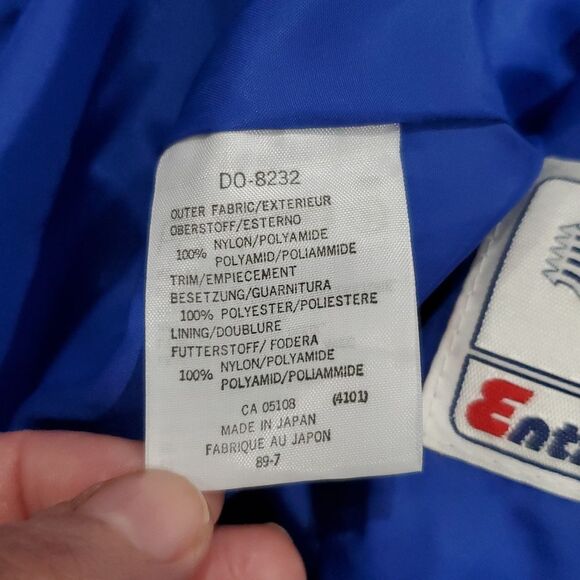 DO-8232
OUTER FABRIC/EXTERIEUR
OBERSTOFF/ESTERNO
100% NYLON/POLYAMIDE
POLYAMID/POLIAMMIDE
TRIM/EMPIECEMENT
BESETZUNG/GUARNITURA
100% POLYESTER/POLIESTERE
LINING/DOUBLURE
FUTTERSTOFF/ FODERA
100% NYLON/POLYAMIDE
POLYAMID/POLIAMMIDE
CA 05108 (4101)
MADE IN JAPAN
FABRIQUE AU JAPON
89-7